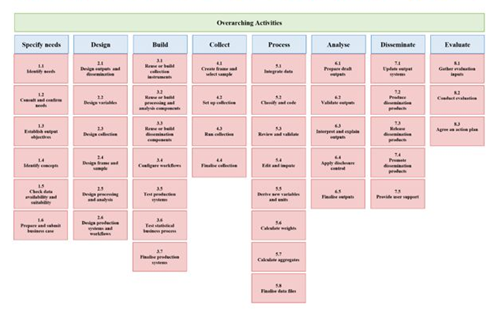 Overarching Activities
Specify needs
Design
Build
Collect
Process
Analyse
Disseminate
Evaluate
1.1
Identify needs
1.2
Consult and confirm
needs
1.3
Establish output
objectives
1.4
Identify concepts
1.5
Check data
availability and
suitability
1.6
Prepare and submit
business case
2.1
Design outputs and
dissemination
2.2
Design variables
2.3
Design collection
2.4
Design frame and
sample
2.5
Design processing
and analysis
2.6
Design production
systems and
workflows
3.1
Reuse or build
collection
instruments
3.2
Reuse or build
processing and
analysis components
3.3
Reuse or build
dissemination
components
3.4
Configure workflows
3.5
Test production
systems
3.6
Test statistical
business process
3.7
Finalise production
systems
4.1
Create frame and
select sample
4.2
Set up collection
4.3
Run collection
4.4
Finalise collection
5.1
Integrate data
5.2
Classify and code
5.3
Review and validate
5.4
Edit and impute
5.5
Derive new variables
and units
5.6
Calculate weights
5.7
Calculate aggregates
5.8
Finalise data files
6.1
Prepare draft
outputs
6.2
Validate outputs
6.3
Interpret and explain
outputs
6.4
Apply disclosure
control
6.5
Finalise outputs
7.1
Update output
systems
7.2
Produce
dissemination
products
7.3
Release
dissemination
products
7.4
Promote
dissemination
products
7.5
Provide user support
8.1
Gather evaluation
inputs
8.2
Conduct evaluation
8.3
Agree an action plan